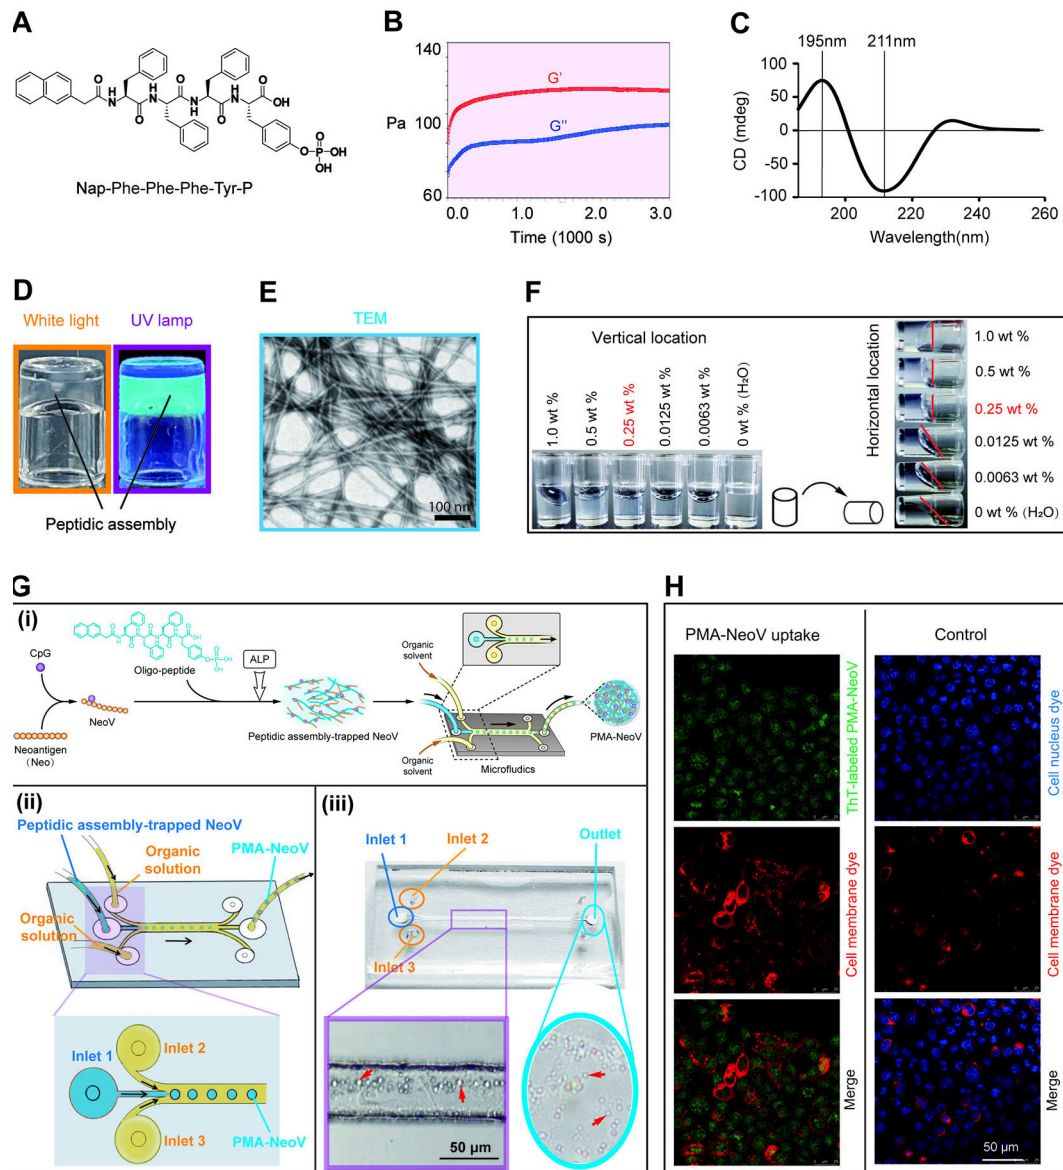 A
O
N
H
O
H
N
O
N
H
O
H
N
O
OH
O
P
O
OH
OH
Nap-Phe-Phe-Phe-Tyr-P
B
140
G'
Pa
100
G''
60
0.0
1.0
2.0
3.0
Time (1000 s)
C
195nm
211nm
100
50
0
-50
-100
CD (mdeg)
200
220
240
260
Wavelength(nm)
D
White light
UV lamp
Peptidic assembly
E
TEM
100 nm
F
Vertical location
1.0 wt %
0.5 wt %
0.25 wt %
0.0125 wt %
0.0063 wt %
0 wt % (H₂O)
Horizontal location
1.0 wt %
0.5 wt %
0.25 wt %
0.0125 wt %
0.0063 wt %
0 wt % (H₂O)
G
(i)
CpG
NeoV
Neoantigen
(Neo)
Oligo-peptide
ALP
Peptidic assembly-trapped NeoV
Organic
solvent
Organic
solvent
Microfludics
PMA-NeoV
(ii)
Peptidic assembly-trapped NeoV
Organic
solution
PMA-NeoV
Organic
solution
Inlet 1
Inlet 2
Inlet 3
PMA-NeoV
(iii)
Inlet 1
Inlet 2
Outlet
Inlet 3
50 µm
H
PMA-NeoV uptake
Control
ThT-labeled PMA-NeoV
Cell nucleus dye
Cell membrane dye
Cell membrane dye
Merge
Merge
50 µm